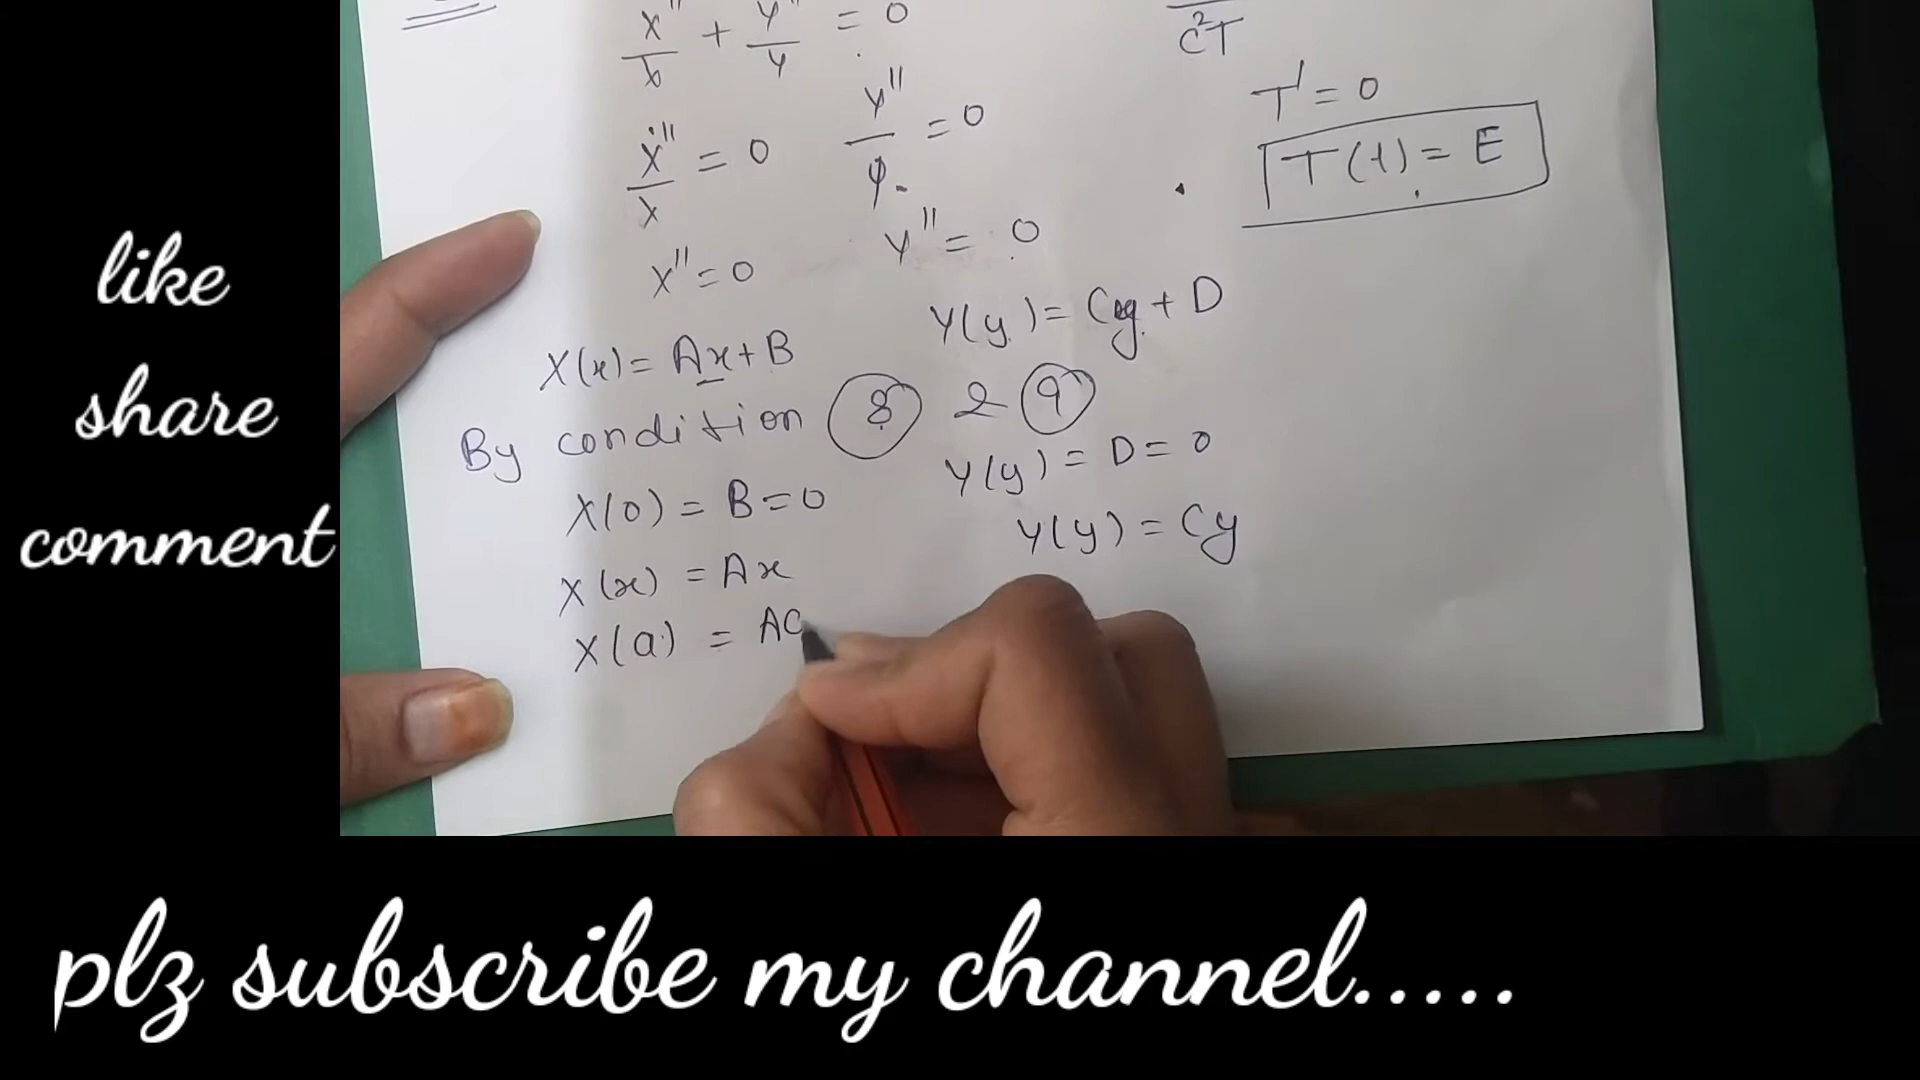 like
share
comment
X''/X + Y''/Y = 0
C²T
X''/X = 0
Y''/Y = 0
T' = 0
T(t) = E
X'' = 0
Y'' = 0
X(x) = Ax + B
Y(y) = Cy + D
By condition 8 & 9
X(0) = B = 0
Y(y) = D = 0
X(x) = Ax
Y(y) = Cy
X(a) = Aa
plz subscribe my channel.....